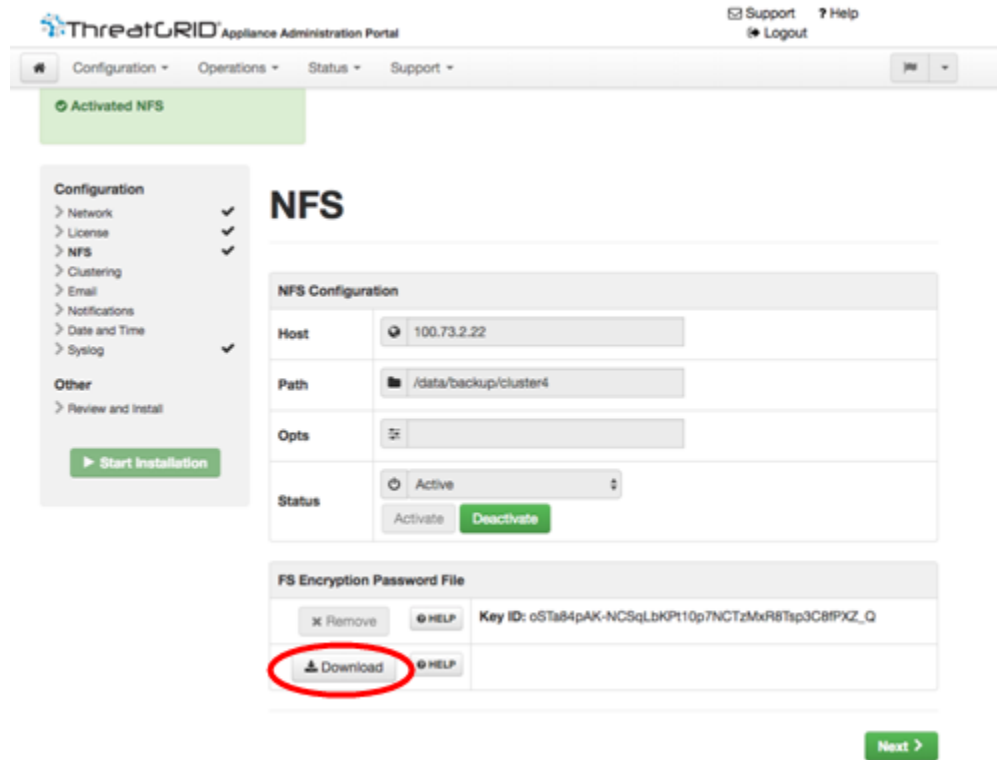 ThreatGRID Appliance Administration Portal
Support ? Help
Logout
Configuration Operations Status Support
Activated NFS
Configuration
Network
License
NFS
Clustering
Email
Notifications
Date and Time
Syslog
Other
Review and Install
Start Installation
NFS
NFS Configuration
Host 100.73.2.22
Path /data/backup/cluster4
Opts
Status Active
Activate Deactivate
FS Encryption Password File
Remove HELP Key ID: oSTa84pAK-NCSqLbKPt10p7NCTzMxR8Tsp3C8fPXZ_Q
Download HELP
Next